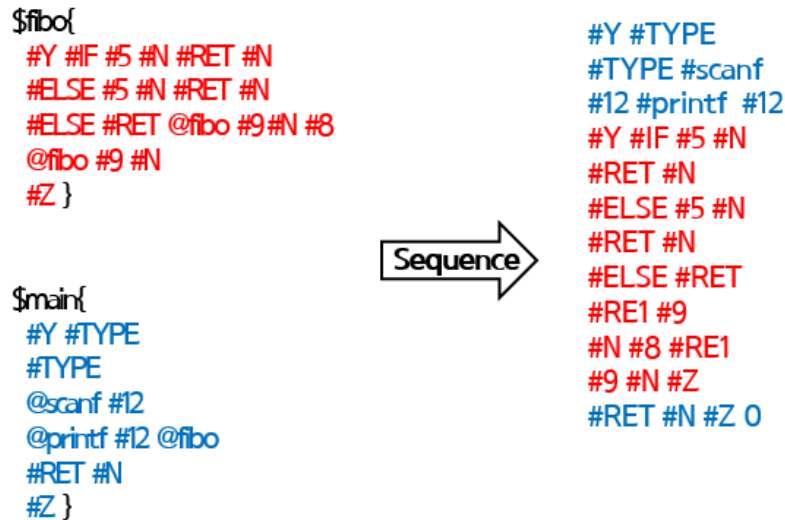 $fibo{
#Y #IF #5 #N #RET #N
#ELSE #5 #N #RET #N
#ELSE #RET @fibo #9#N #8
@fibo #9 #N
#Z }
$main{
#Y #TYPE
#TYPE
@scanf #12
@printf #12 @fibo
#RET #N
#Z }
Sequence
#Y #TYPE
#TYPE #scanf
#12 #printf #12
#Y #IF #5 #N
#RET #N
#ELSE #5 #N
#RET #N
#ELSE #RET
#RE1 #9
#N #8 #RE1
#9 #N #Z
#RET #N #Z 0